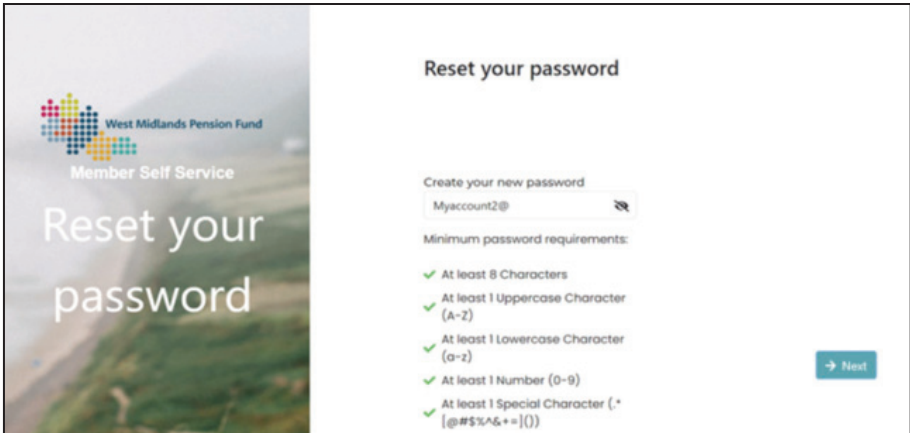 West Midlands Pension Fund
Member Self Service
Reset your
password
Reset your password
Create your new password
Myaccount2@
Minimum password requirements:
At least 8 Characters
At least 1 Uppercase Character
(A-Z)
At least 1 Lowercase Character
(a-z)
At least 1 Number (0-9)
At least 1 Special Character (.*
[@#$%^&+=]())
Next